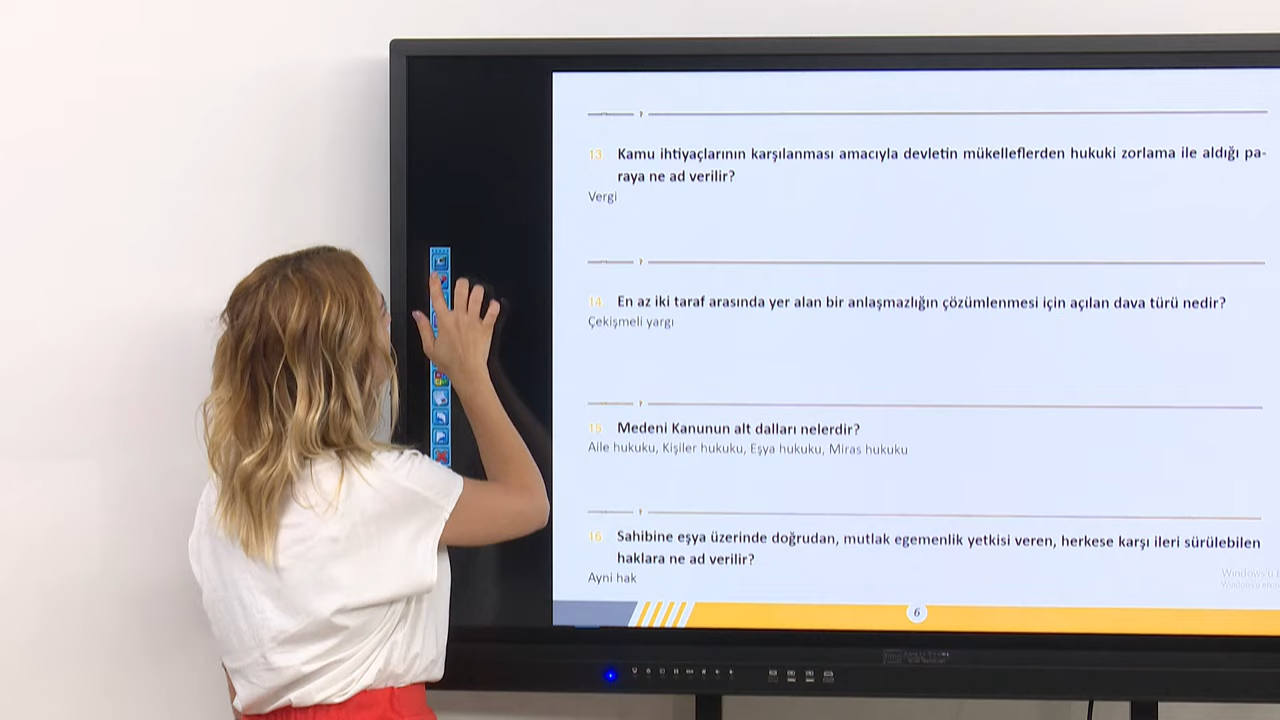 13 Kamu ihtiyaçlarının karşılanması amacıyla devletin mükelleflerden hukuki zorlama ile aldığı pa-
raya ne ad verilir?
Vergi
14 En az iki taraf arasında yer alan bir anlaşmazlığın çözümlenmesi için açılan dava türü nedir?
Çekişmeli yargı
15 Medeni Kanunun alt dalları nelerdir?
Aile hukuku, Kişiler hukuku, Eşya hukuku, Miras hukuku
16 Sahibine eşya üzerinde doğrudan, mutlak egemenlik yetkisi veren, herkese karşı ileri sürülebilen
haklara ne ad verilir?
Ayni hak
Windows'u
6